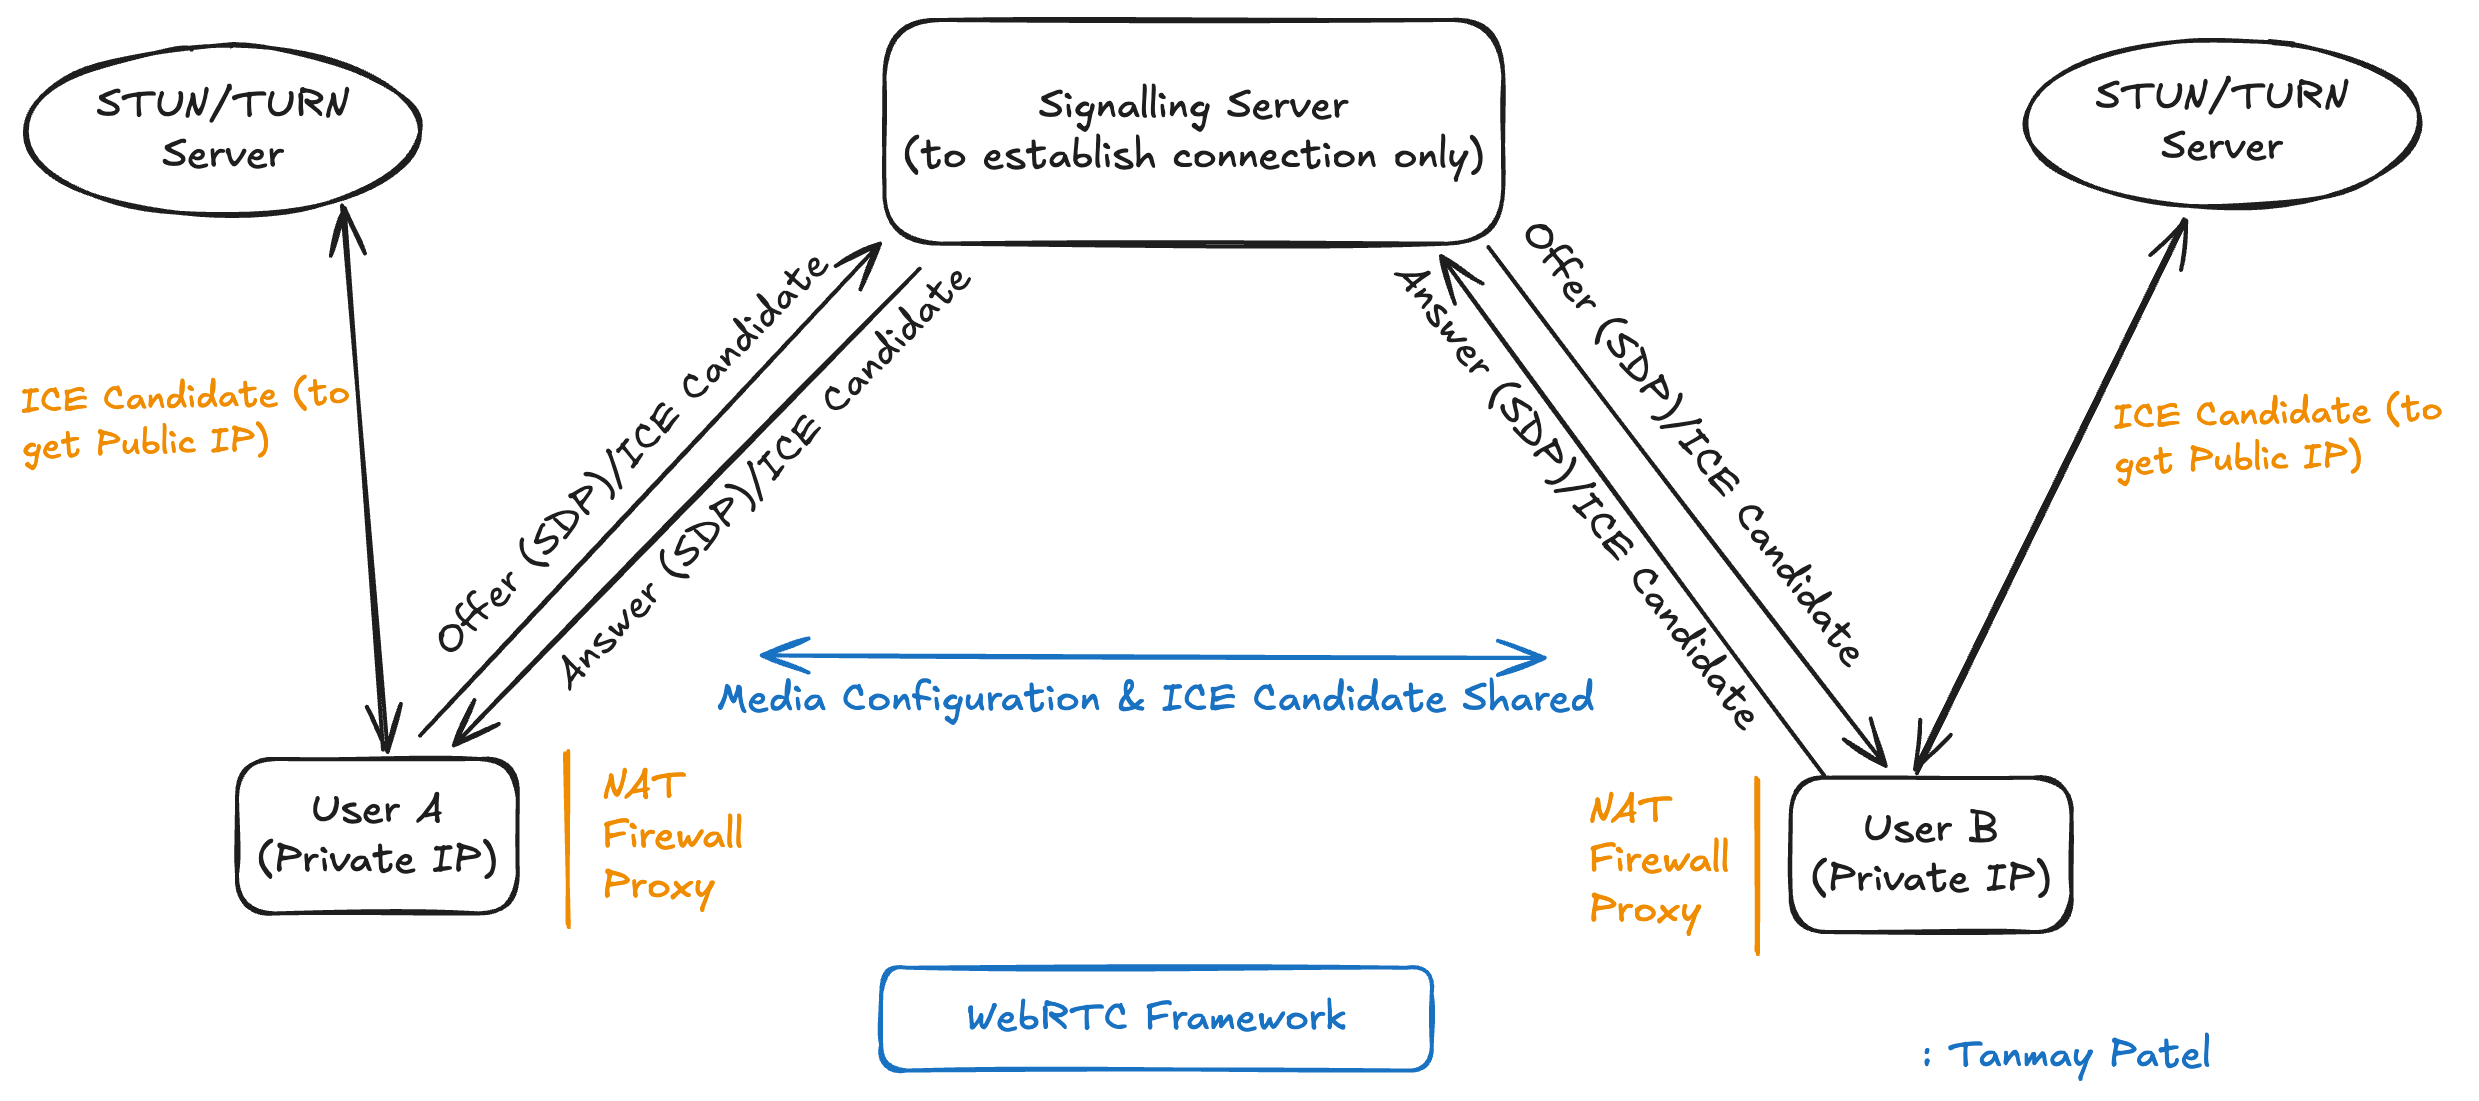 STUN/TURN
Server
Signalling Server
(to establish connection only)
STUN/TURN
Server
ICE Candidate (to
get Public IP)
Offer (SDP)/ICE Candidate
Answer (SDP)/ICE Candidate
Answer (SDP)/ICE Candidate
Offer (SDP)/ICE Candidate
ICE Candidate (to
get Public IP)
Media Configuration & ICE Candidate Shared
User A
(Private IP)
NAT
Firewall
Proxy
NAT
Firewall
Proxy
User B
(Private IP)
WebRTC Framework
: Tanmay Patel